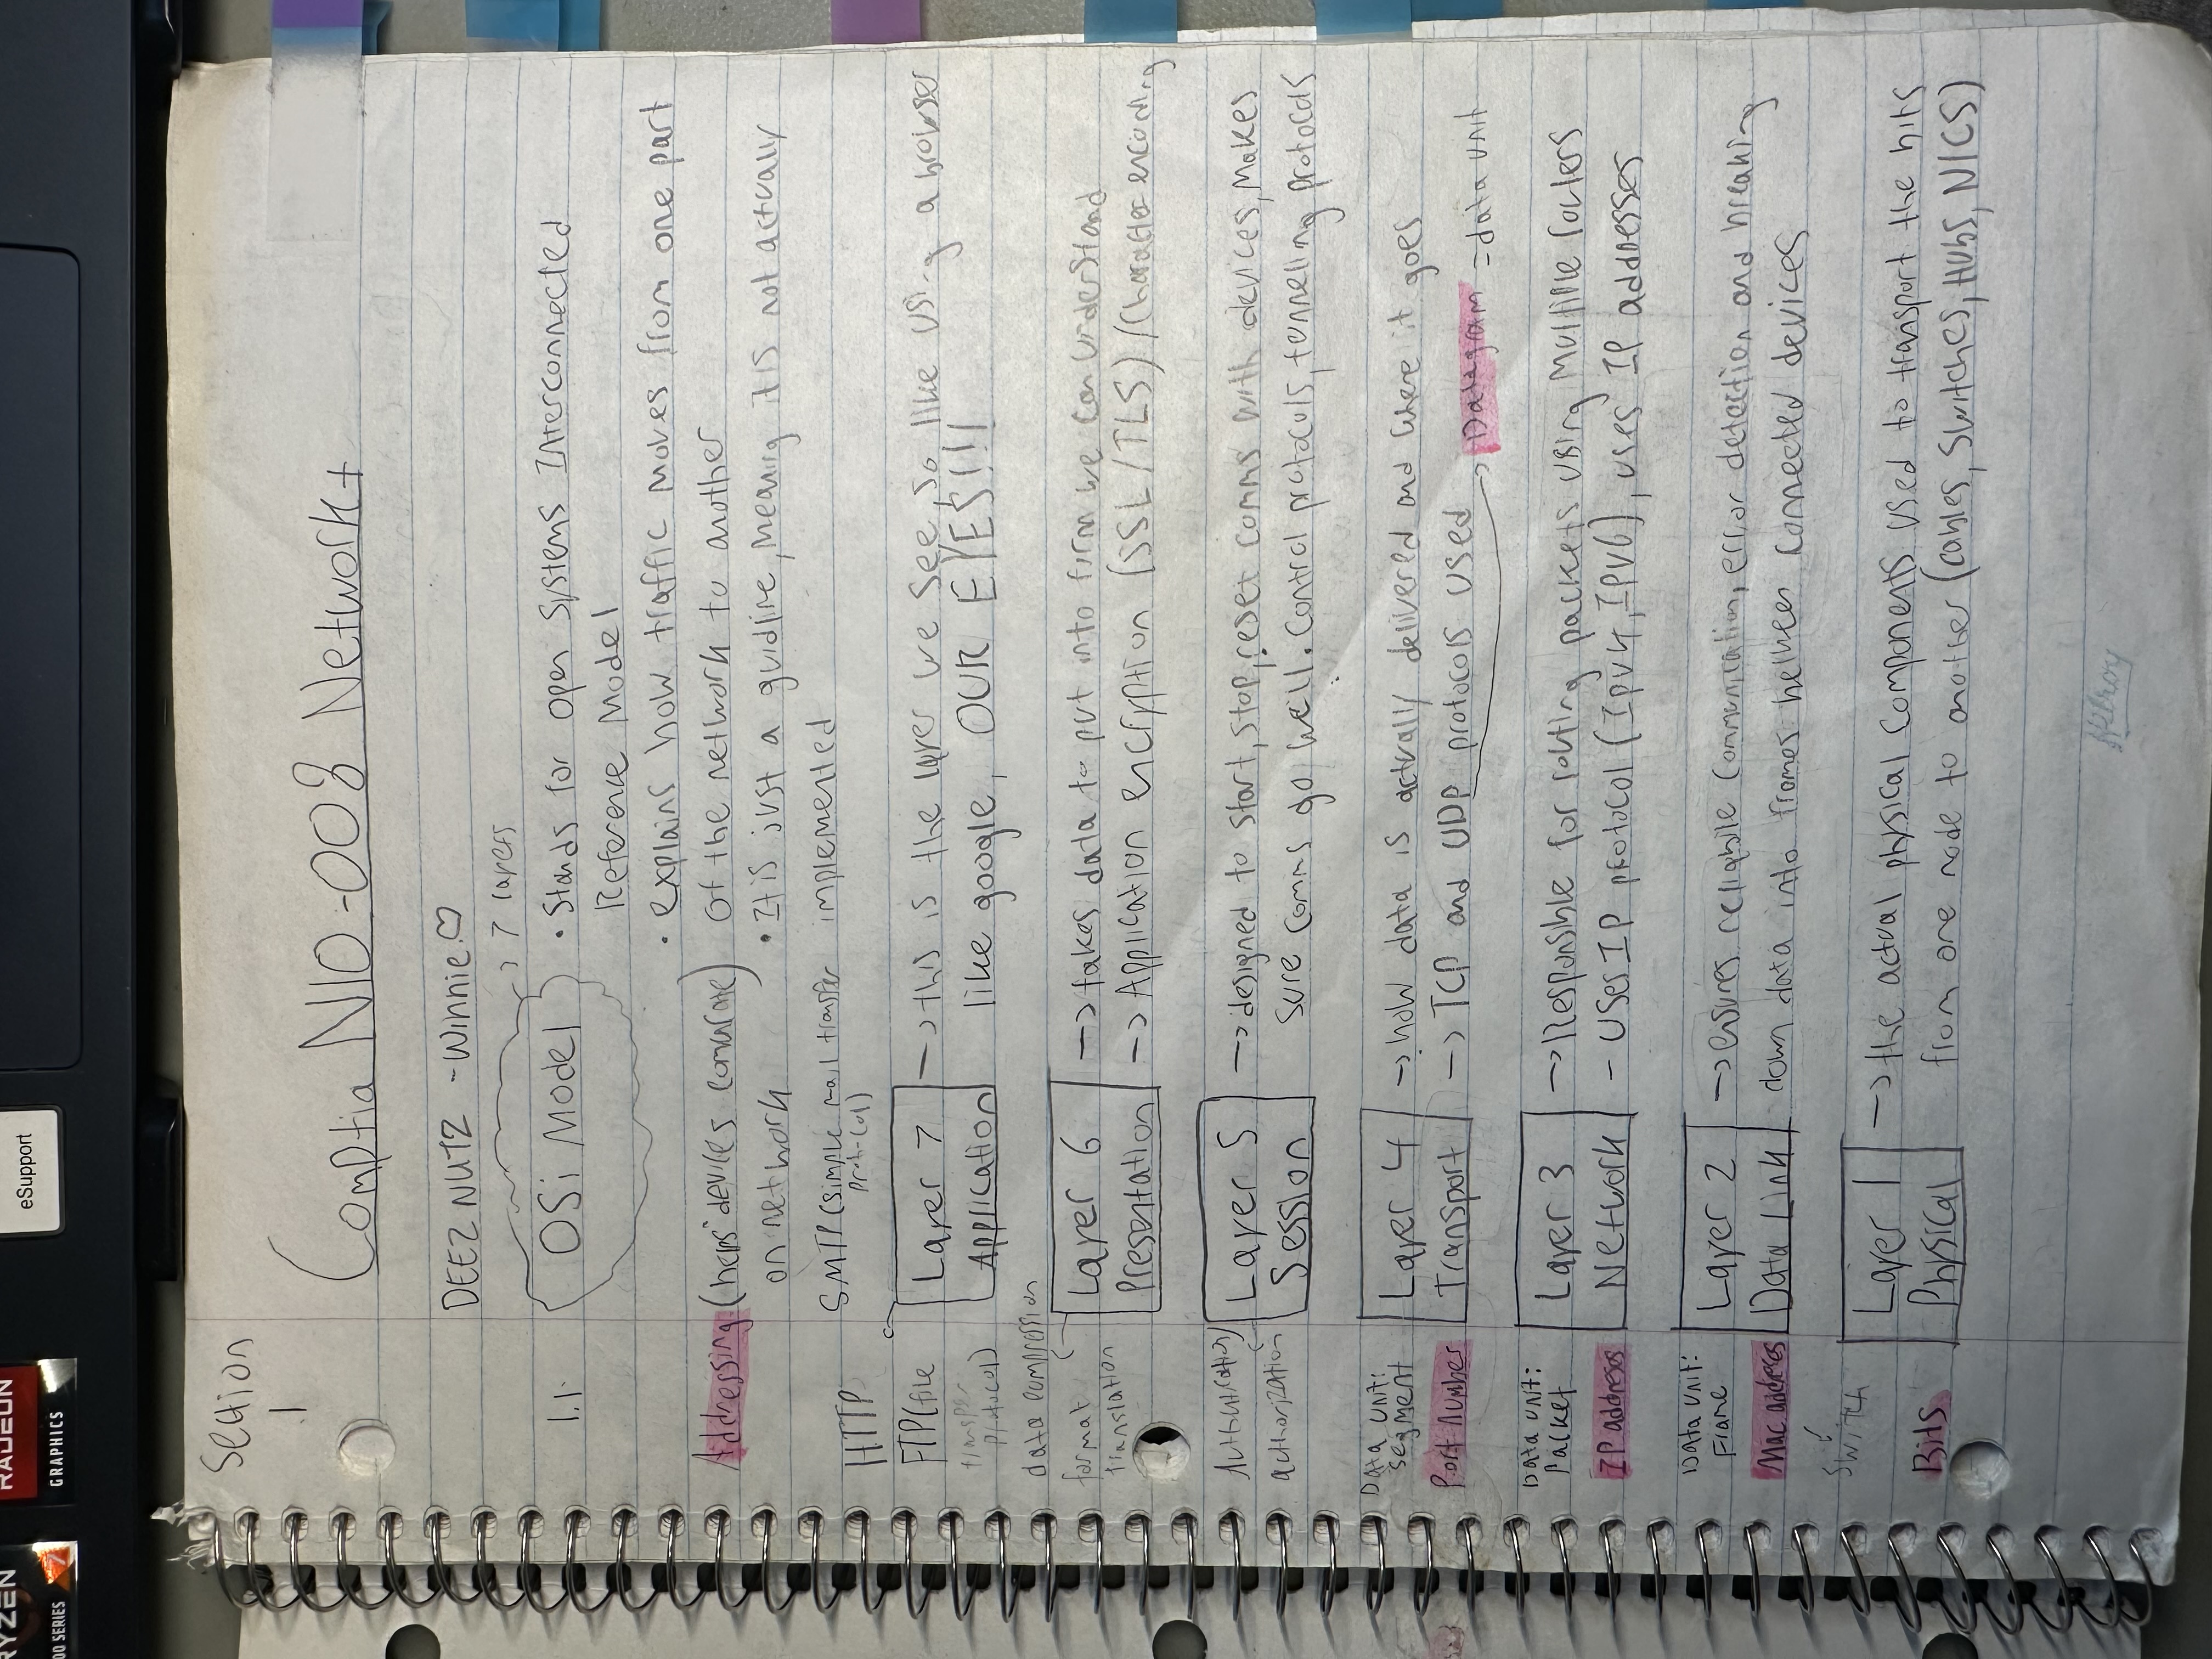 RYZEN
00 SERIES 7
RADEON
GRAPHICS
eSupport
Section
1
Comptia N10-008 Network+
DEEZ NUTZ - Winnie.♡
→ 7 layers
1.1
OSi Model
• Stands for Open Systems Interconnected
Reference Model
• explains how traffic moves from one part
of the network to another
• It is just a guidline, meaning it is not actually
implemented
Addressing (helps devices
on network
SMTP (simple mail transfer
protocol)
HTTP
FTP(file
transfer
protocol)
Layer 7
Application
→ this is the layer we see, so like using a browser
like google, OUR EYES!!!
data compression
format
translation
Layer 6
Presentation
→ takes data to put into form we can understand
→ Application encryption (SSL/TLS) / Character encoding
Authentication/
authorization
Layer 5
Session
→ designed to start, stop, reset comms with devices, makes
sure comms go well. Control protocols, tunneling protocols
Data unit:
segment
Port number
Layer 4
Transport
→ how data is actually delivered and where it goes
→ TCP and UDP protocols used
→ Datagram = data unit
Data unit:
Packet
IP addreses
Layer 3
Network
→ Responsible for routing packets using multiple routers
- Uses IP protocol (IPv4, IPV6), uses IP addresses
Data unit:
Frame
Mac addreses
Switch
Layer 2
Data Link
→ ensures reliabile communication, error detection and breaking
down data into frames between connected devices
Bits
Layer 1
Physical
→ the actual physical components used to transport the bits
from one node to another (cables, switches, Hubs, NICS)
Hilroy